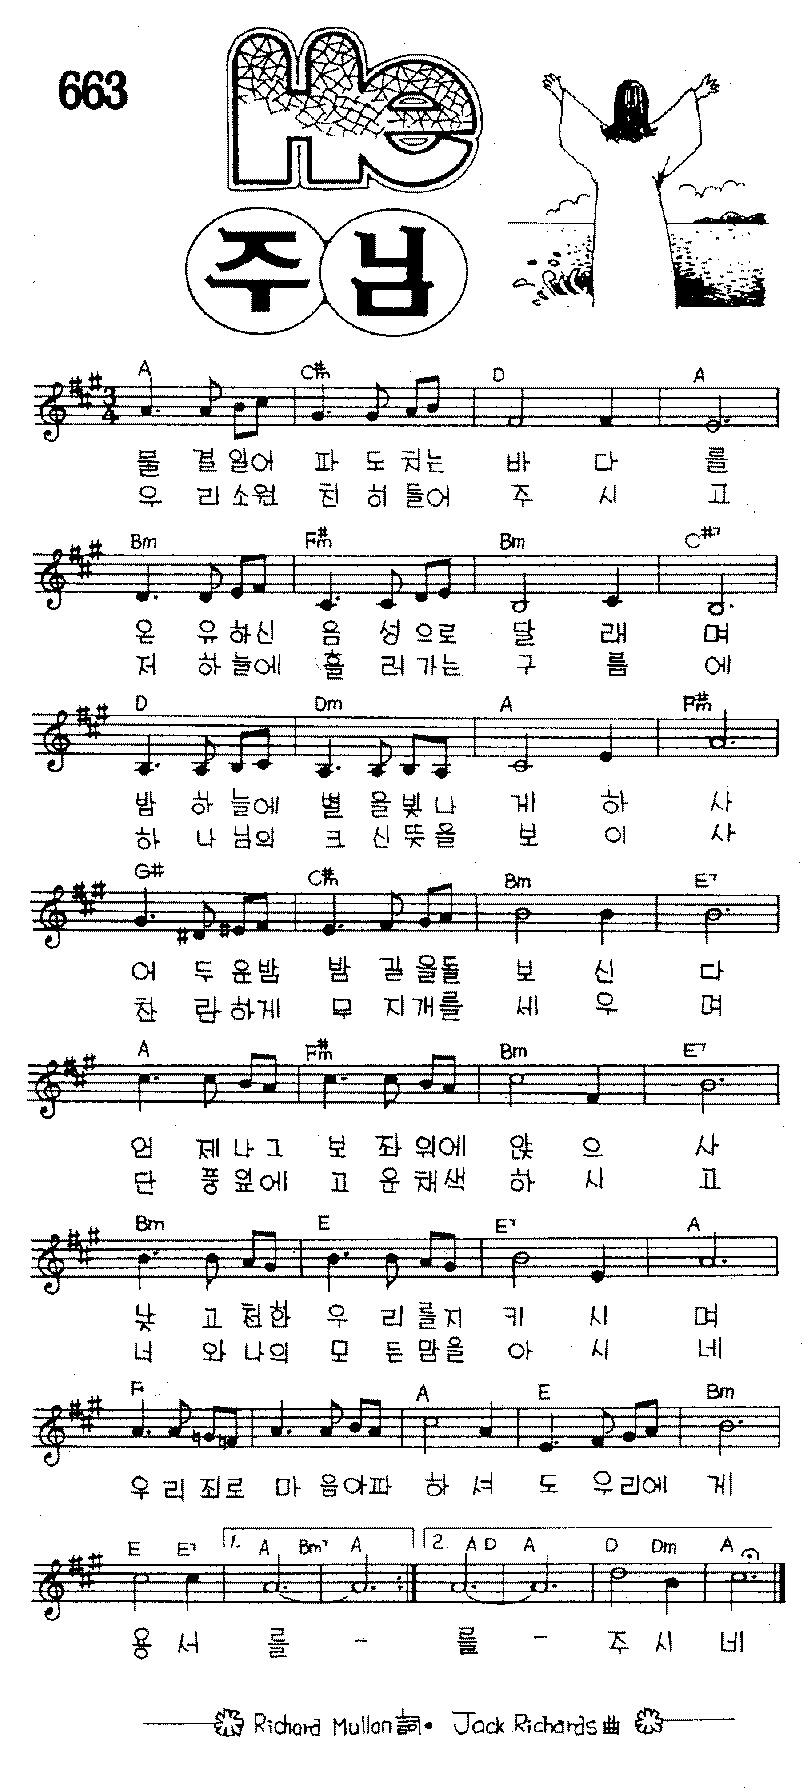 663
He
주님
A C#m D A
물 결일어 파 도치는 바 다 를
우 리소원 친 히들어 주 시 고
Bm F#m Bm C#7
온 유하신 음 성으로 달 래 며
저 하늘에 흘 러가는 구 름 에
D Dm A F#m
밤 하늘에 별 을빛나 게 하 사
하 나님의 크 신뜻을 보 이 사
G# C#m Bm E7
어 두운밤 밤 길을돌 보 신 다
찬 란하게 무 지개를 세 우 며
A F#m Bm E7
언 제나그 보 좌위에 앉 으 사
단 풍잎에 고 운채색 하 시 고
Bm E E7 A
낮 고천한 우 리를지 키 시 며
너 와나의 모 든맘을 아 시 네
F A E Bm
우리죄로 마 음아파 하 셔 도 우리에 게
E E7 1. A Bm7 A 2. A D A D Dm A
용 서 를 - 를 - 주 시 네
Richard Mullan 詞. Jack Richards 曲